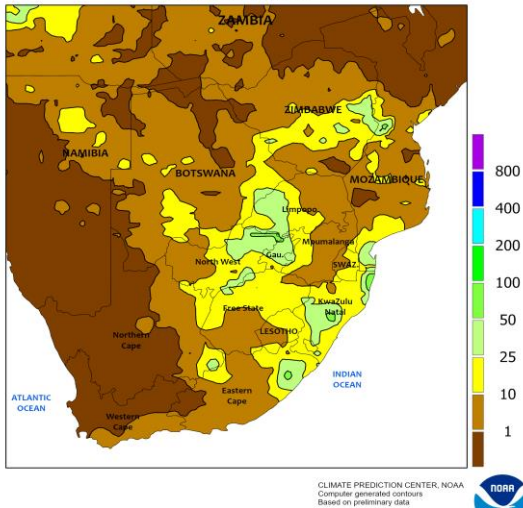 ZAMBIA
ZIMBABWE
NAMIBIA
BOTSWANA
MOZAMBIQUE
Limpopo
Mpumalanga
North West
Gau.
SWAZ.
Free State
KwaZulu
Natal
LESOTHO
Northern
Cape
Eastern
Cape
Western
Cape
ATLANTIC
OCEAN
INDIAN
OCEAN
800
400
200
100
50
25
10
1
CLIMATE PREDICTION CENTER, NOAA
Computer generated contours
Based on preliminary data
NOAA